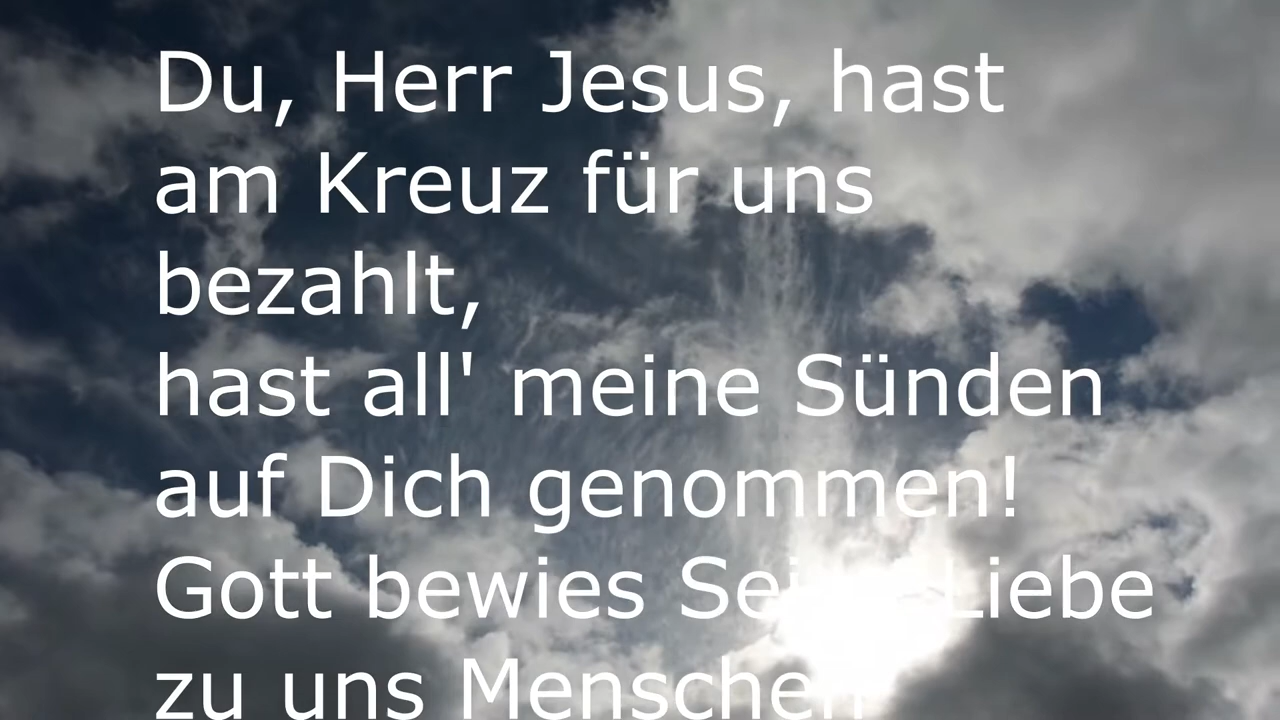 Du, Herr Jesus, hast
am Kreuz für uns
bezahlt,
hast all' meine Sünden
auf Dich genommen!
Gott bewies Seine Liebe
zu uns Menschen